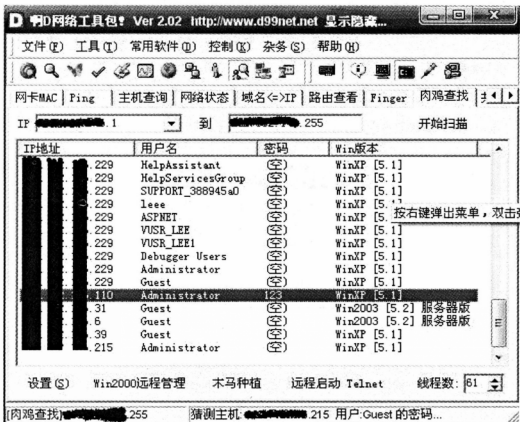 D 啊D网络工具包! Ver 2.02 http://www.d99net.net 显示隐藏...
文件(F) 工具(T) 常用软件(D) 控制(K) 杂务(S) 帮助(H)
网卡MAC Ping 主机查询 网络状态 域名<=>IP 路由查看 Finger 肉鸡查找
IP .1 到 .255 开始扫描
IP地址 用户名 密码 Win版本
.229 HelpAssistant (空) WinXP [5.1]
.229 HelpServicesGroup (空) WinXP [5.1]
.229 SUPPORT_388945a0 (空) WinXP [5.1]
.229 leee (空) WinXP [5.1]
.229 ASPNET (空) WinXP [5.
按右键弹出菜单，双击
.229 VUSR_LEE (空) WinXP [5.
.229 VUSR_LEE1 (空) WinXP [5.1]
.229 Debugger Users (空) WinXP [5.1]
.229 Administrator (空) WinXP [5.1]
.229 Guest (空) WinXP [5.1]
.110 Administrator 123 WinXP [5.1]
.31 Guest (空) Win2003 [5.2] 服务器版
.6 Guest (空) Win2003 [5.2] 服务器版
.39 Guest (空) WinXP [5.1]
.215 Administrator (空) WinXP [5.1]
设置(S) Win2000远程管理 木马种植 远程启动 Telnet 线程数: 61
[肉鸡查找] .255 猜测主机: .215 用户:Guest 的密码...